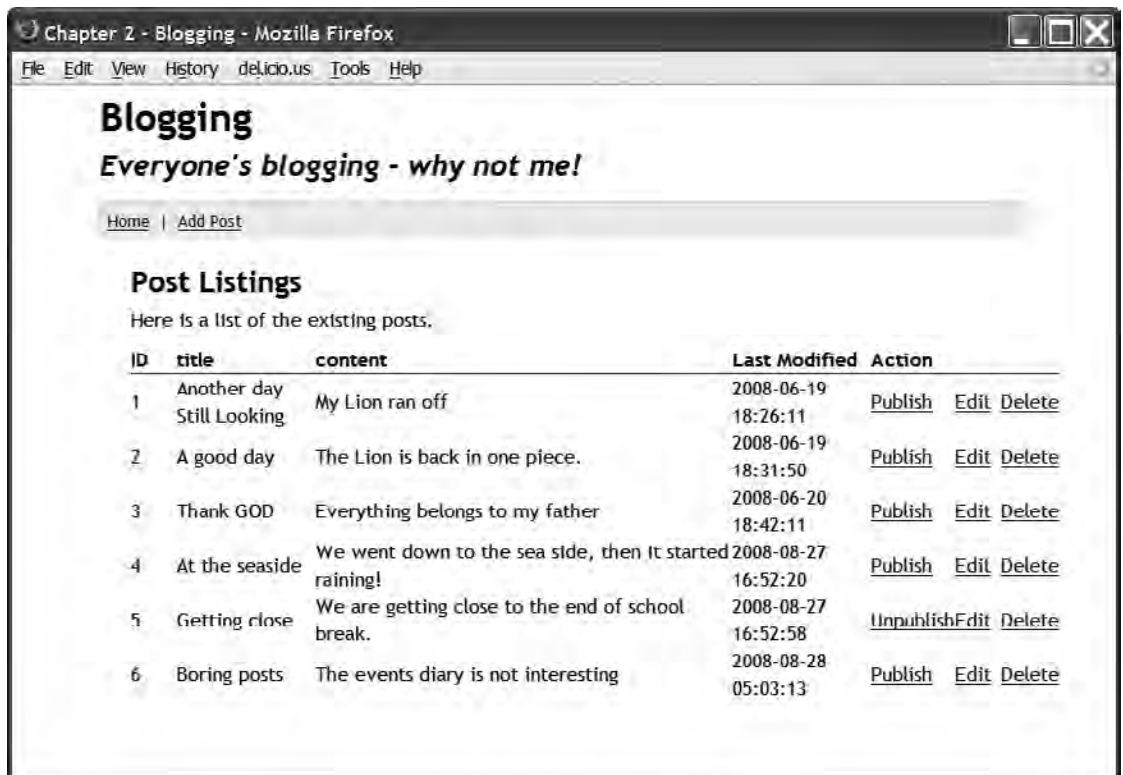 Chapter 2 - Blogging - Mozilla Firefox
File Edit View History del.icio.us Tools Help
Blogging
Everyone's blogging - why not me!
Home | Add Post
Post Listings
Here is a list of the existing posts.
ID title content Last Modified Action
1 Another day Still Looking My Lion ran off 2008-06-19 18:26:11 Publish Edit Delete
2 A good day The Lion is back in one piece. 2008-06-19 18:31:50 Publish Edit Delete
3 Thank GOD Everything belongs to my father 2008-06-20 18:42:11 Publish Edit Delete
4 At the seaside We went down to the sea side, then it started raining! 2008-08-27 16:52:20 Publish Edit Delete
5 Getting close We are getting close to the end of school break. 2008-08-27 16:52:58 Unpublish Edit Delete
6 Boring posts The events diary is not interesting 2008-08-28 05:03:13 Publish Edit Delete